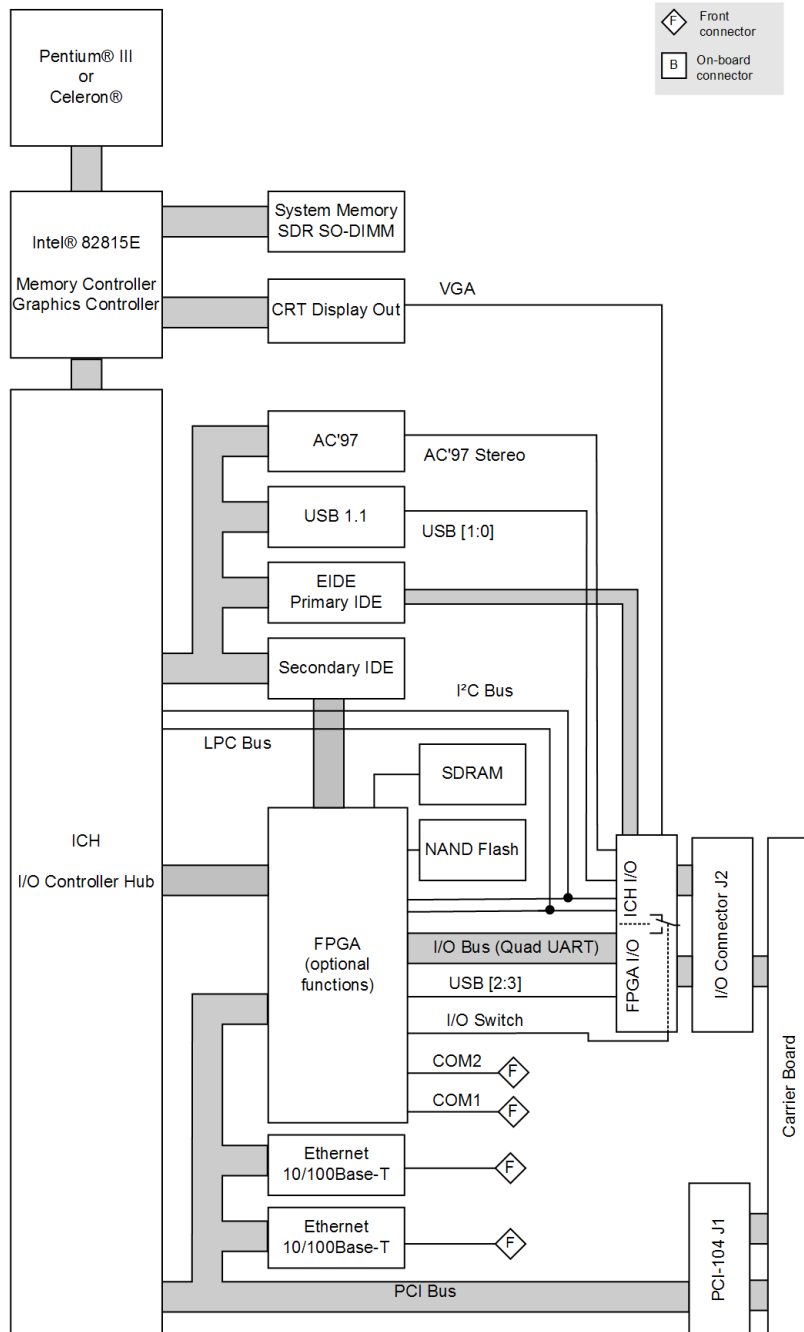 F
Front
connector
B
On-board
connector
Pentium® III
or
Celeron®
Intel® 82815E
Memory Controller
Graphics Controller
System Memory
SDR SO-DIMM
CRT Display Out
VGA
AC'97
AC'97 Stereo
USB 1.1
USB [1:0]
EIDE
Primary IDE
Secondary IDE
I²C Bus
LPC Bus
SDRAM
NAND Flash
ICH
I/O Controller Hub
FPGA
(optional
functions)
I/O Bus (Quad UART)
USB [2:3]
I/O Switch
COM2
F
COM1
F
ICH I/O
FPGA I/O
I/O Connector J2
Carrier Board
Ethernet
10/100Base-T
F
Ethernet
10/100Base-T
F
PCI-104 J1
PCI Bus